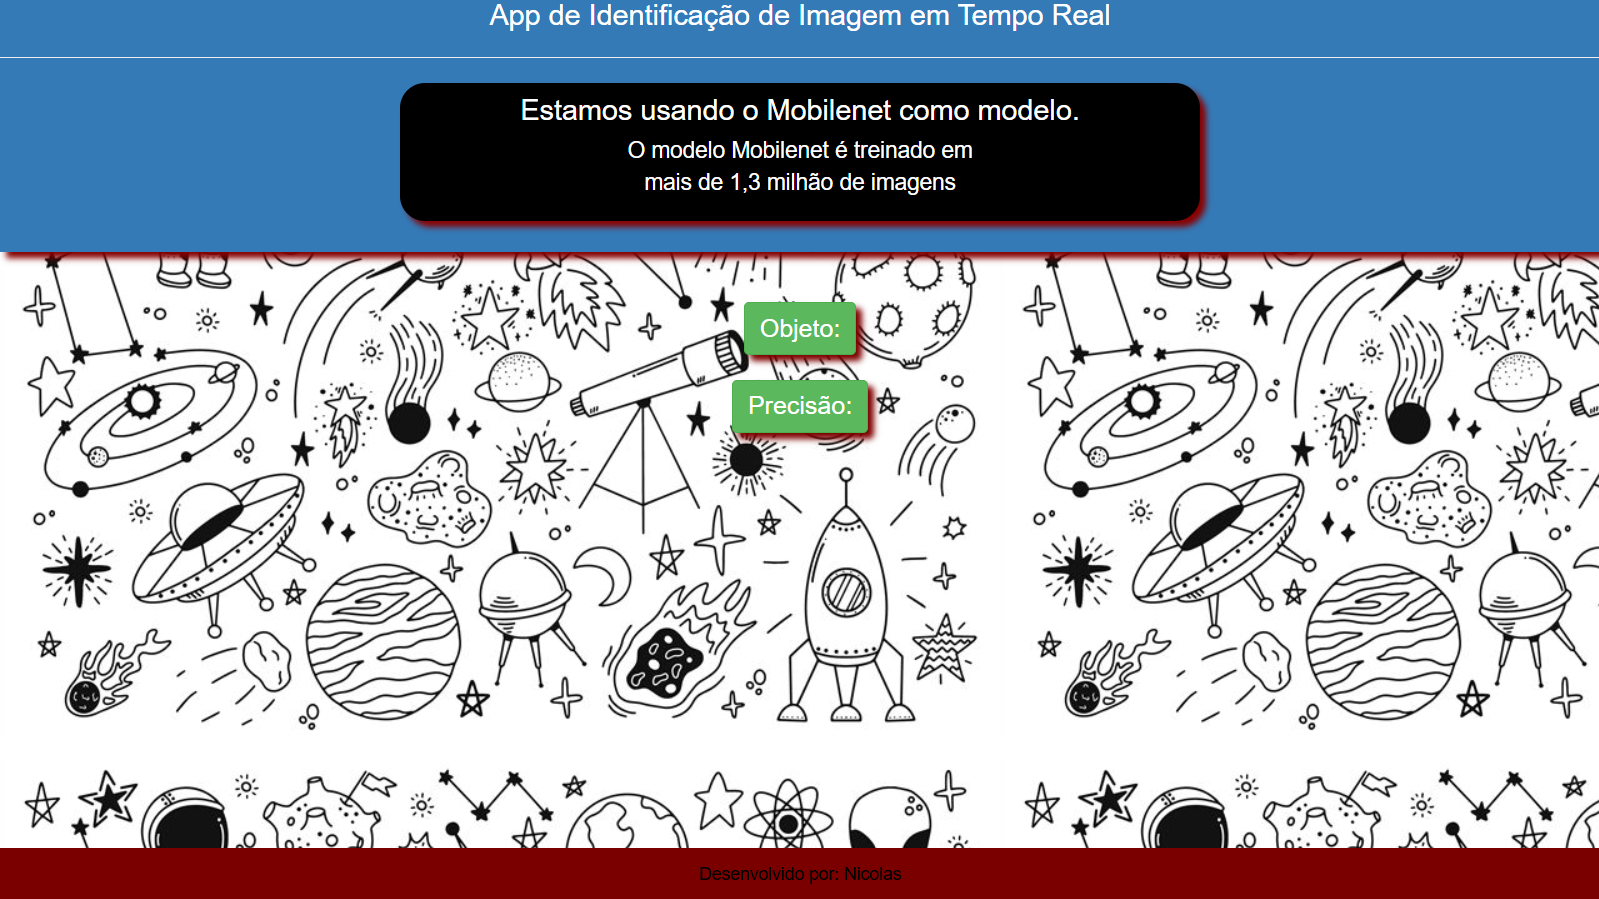 App de Identificação de Imagem em Tempo Real
Estamos usando o Mobilenet como modelo.
O modelo Mobilenet é treinado em
mais de 1,3 milhão de imagens
Objeto:
Precisão:
Desenvolvido por: Nicolas